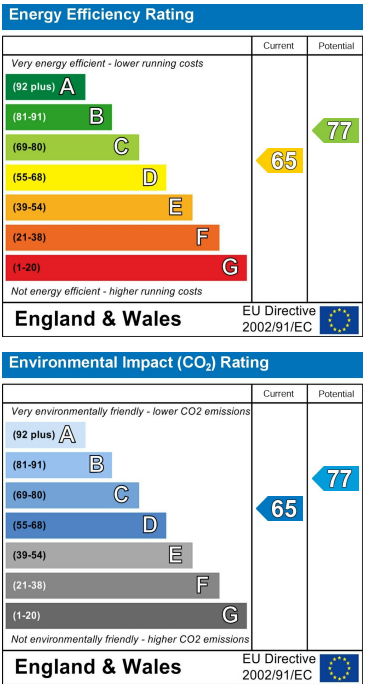 Energy Efficiency Rating
Current Potential
Very energy efficient - lower running costs
(92 plus) A
(81-91) B
(69-80) C
(55-68) D
(39-54) E
(21-38) F
(1-20) G
65
77
Not energy efficient - higher running costs
England & Wales
EU Directive
2002/91/EC
Environmental Impact (CO₂) Rating
Current Potential
Very environmentally friendly - lower CO2 emissions
(92 plus) A
(81-91) B
(69-80) C
(55-68) D
(39-54) E
(21-38) F
(1-20) G
65
77
Not environmentally friendly - higher CO2 emissions
England & Wales
EU Directive
2002/91/EC